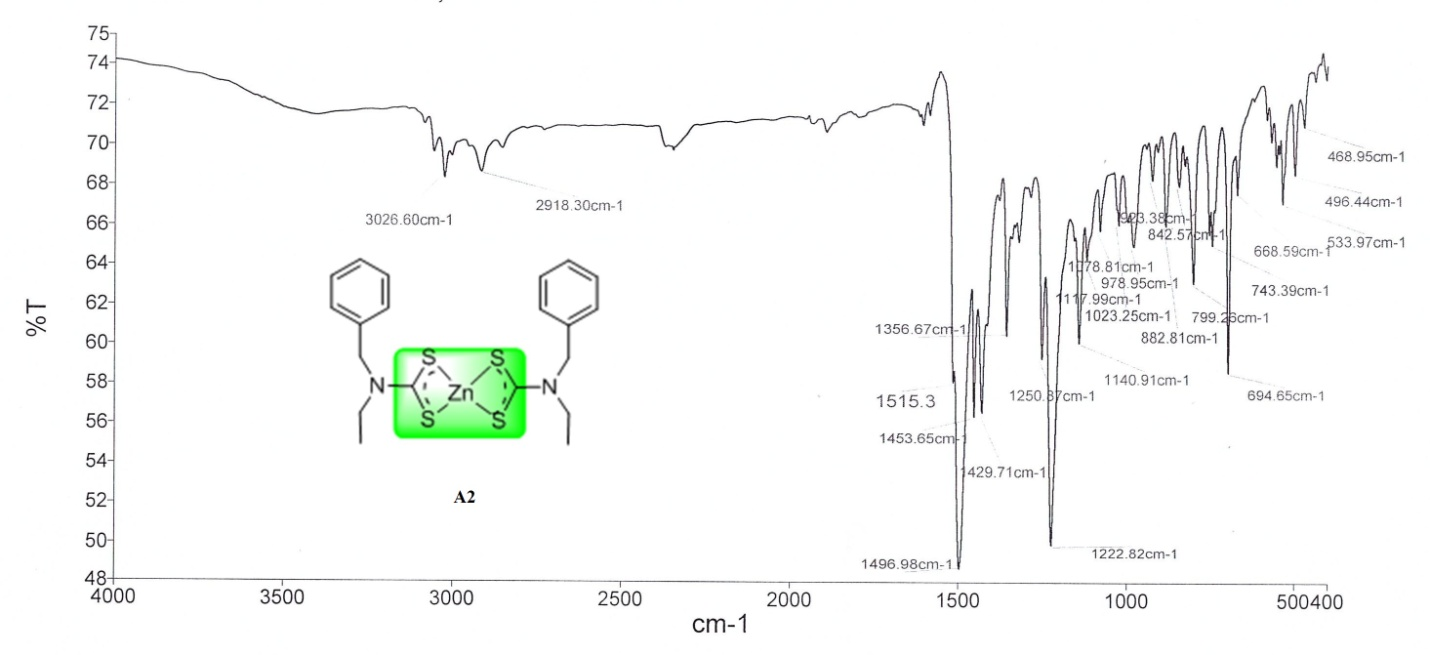 75
74
72
70
68
66
64
62
60
58
56
54
52
50
48
%T
4000
3500
3000
2500
2000
1500
1000
500400
cm-1
3026.60cm-1
2918.30cm-1
1356.67cm-1
1515.3
1453.65cm-1
1429.71cm-1
1496.98cm-1
1250.87cm-1
1222.82cm-1
1140.91cm-1
1078.81cm-1
978.95cm-1
1117.99cm-1
1023.25cm-1
923.38cm-1
842.57cm-1
882.81cm-1
799.26cm-1
743.39cm-1
694.65cm-1
668.59cm-1
533.97cm-1
496.44cm-1
468.95cm-1
S S
N Zn N
S S
A2